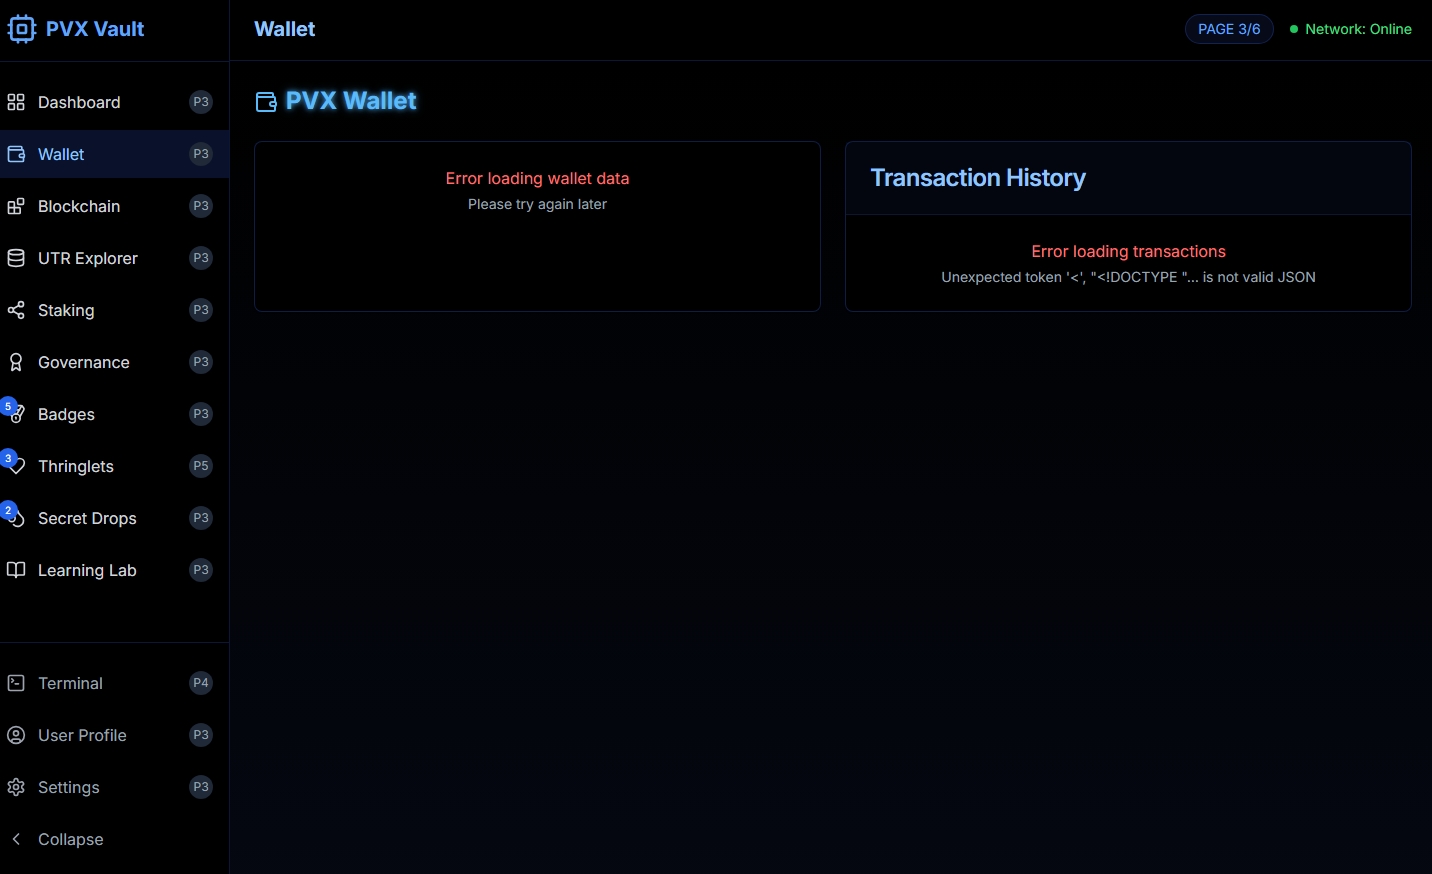 PVX Vault
Dashboard P3
Wallet P3
Blockchain P3
UTR Explorer P3
Staking P3
Governance P3
5 Badges P3
3 Thringlets P5
2 Secret Drops P3
Learning Lab P3
Terminal P4
User Profile P3
Settings P3
Collapse
Wallet
PAGE 3/6 Network: Online
PVX Wallet
Error loading wallet data
Please try again later
Transaction History
Error loading transactions
Unexpected token '<', "<!DOCTYPE "... is not valid JSON